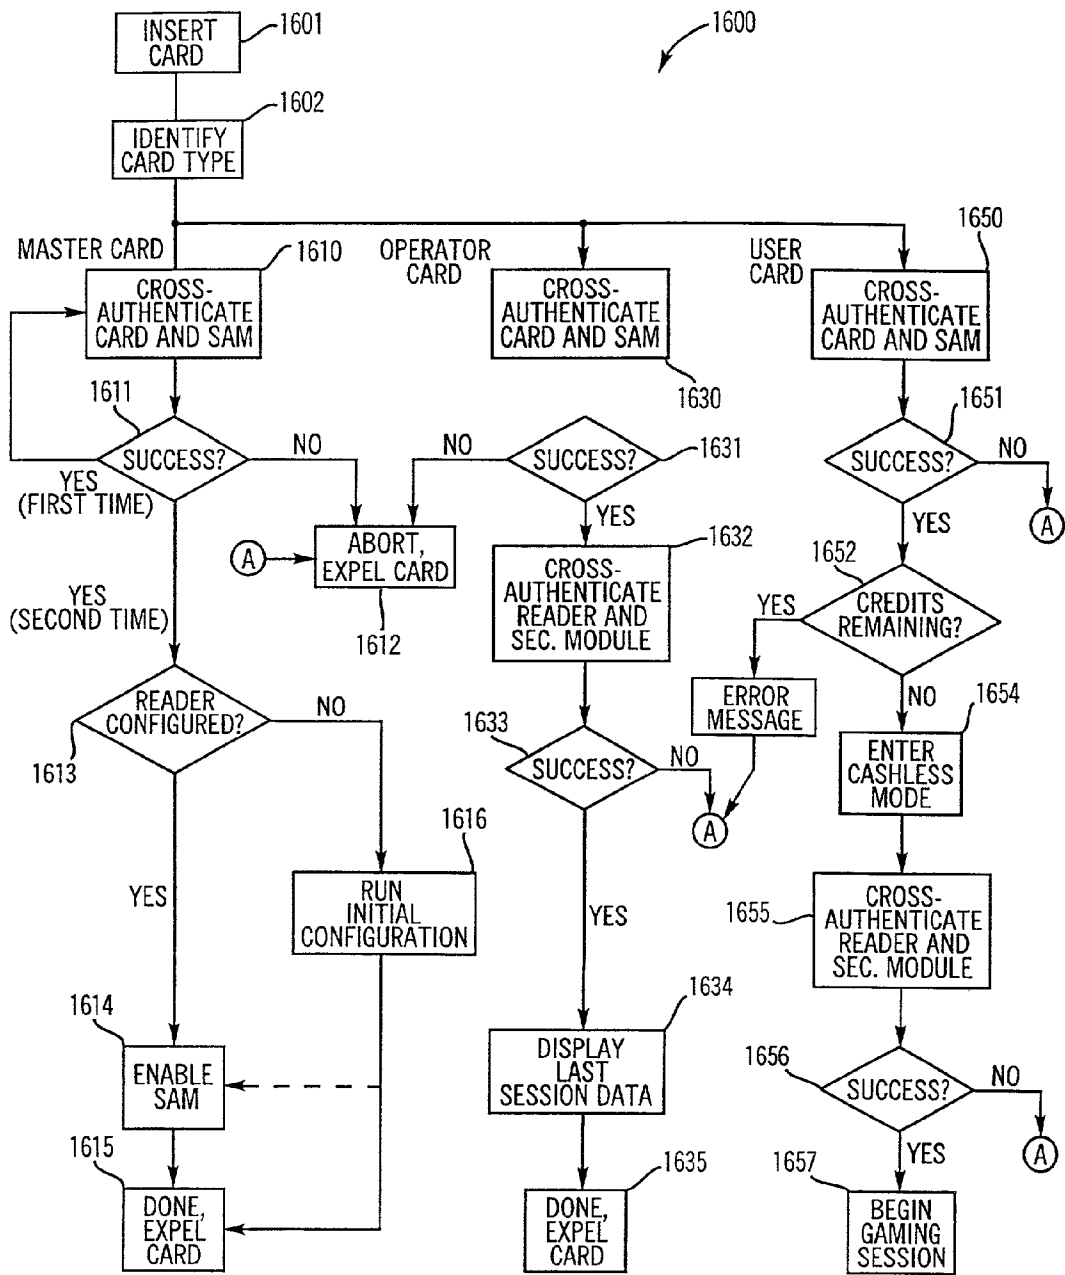 INSERT
CARD
1601
1600
IDENTIFY
CARD TYPE
1602
MASTER CARD
CROSS-
AUTHENTICATE
CARD AND SAM
1610
OPERATOR
CARD
CROSS-
AUTHENTICATE
CARD AND SAM
1630
USER
CARD
CROSS-
AUTHENTICATE
CARD AND SAM
1650
1611
SUCCESS?
NO
YES
(FIRST TIME)
YES
(SECOND TIME)
A
ABORT,
EXPEL CARD
1612
NO
SUCCESS?
1631
YES
CROSS-
AUTHENTICATE
READER AND
SEC. MODULE
1632
SUCCESS?
1651
NO
A
YES
1652
CREDITS
REMAINING?
YES
ERROR
MESSAGE
NO
1654
ENTER
CASHLESS
MODE
READER
CONFIGURED?
1613
NO
YES
1616
RUN
INITIAL
CONFIGURATION
1633
SUCCESS?
NO
A
YES
1655
CROSS-
AUTHENTICATE
READER AND
SEC. MODULE
1614
ENABLE
SAM
1634
DISPLAY
LAST
SESSION DATA
1656
SUCCESS?
NO
A
YES
1615
DONE,
EXPEL
CARD
1635
DONE,
EXPEL
CARD
1657
BEGIN
GAMING
SESSION